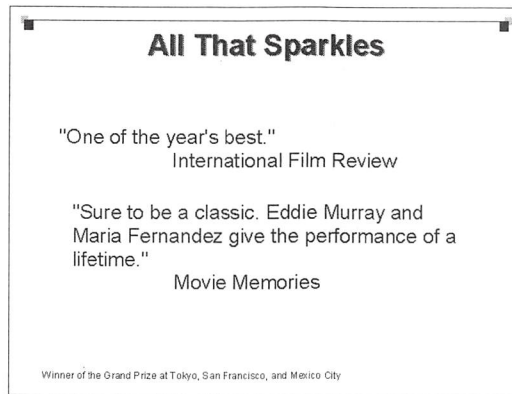 All That Sparkles
"One of the year's best."
International Film Review
"Sure to be a classic. Eddie Murray and
Maria Fernandez give the performance of a
lifetime."
Movie Memories
Winner of the Grand Prize at Tokyo, San Francisco, and Mexico City